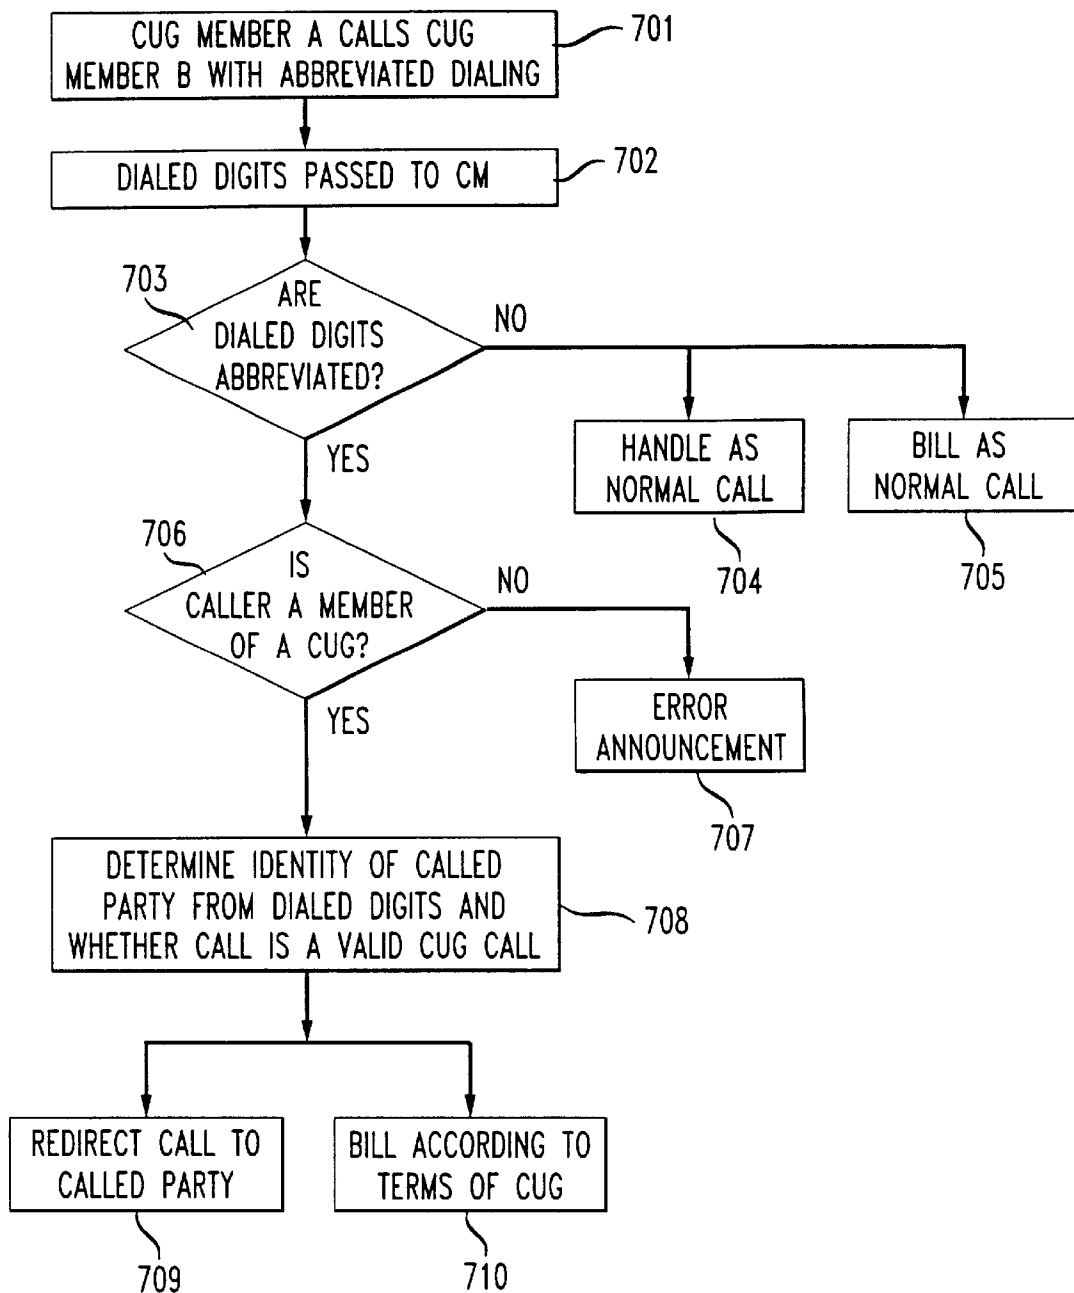 CUG MEMBER A CALLS CUG
MEMBER B WITH ABBREVIATED DIALING
701
DIALED DIGITS PASSED TO CM
702
703
ARE
DIALED DIGITS
ABBREVIATED?
NO
YES
HANDLE AS
NORMAL CALL
704
BILL AS
NORMAL CALL
705
706
IS
CALLER A MEMBER
OF A CUG?
NO
YES
ERROR
ANNOUNCEMENT
707
DETERMINE IDENTITY OF CALLED
PARTY FROM DIALED DIGITS AND
WHETHER CALL IS A VALID CUG CALL
708
REDIRECT CALL TO
CALLED PARTY
709
BILL ACCORDING TO
TERMS OF CUG
710